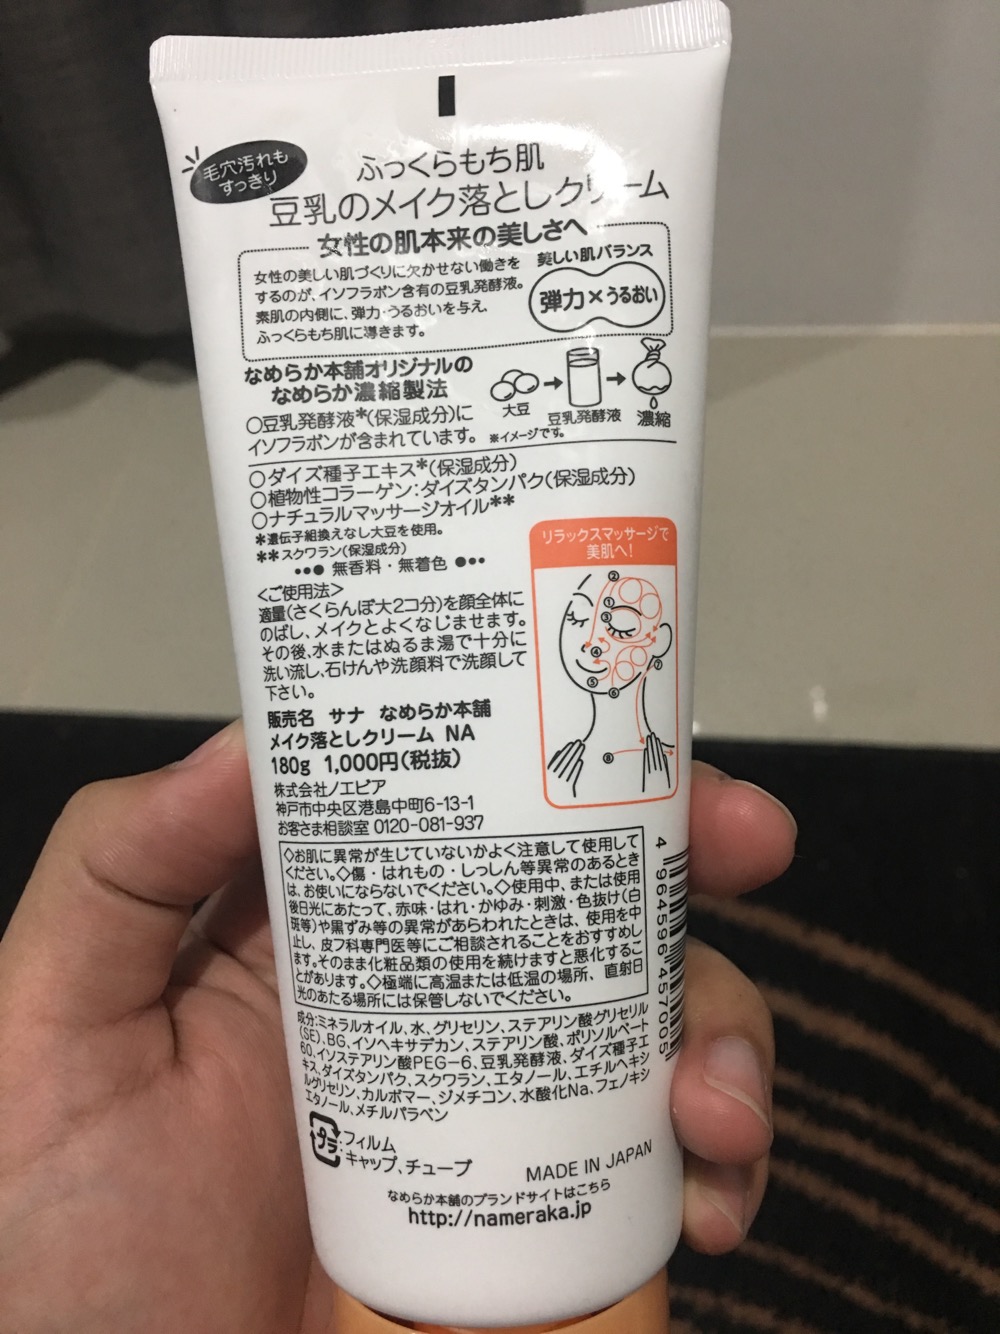 毛穴汚れも
すっきり
ふっくらもち肌
豆乳のメイク落としクリーム
女性の肌本来の美しさへ
女性の美しい肌づくりに欠かせない働きを
するのが、イソフラボン含有の豆乳発酵液。
素肌の内側に、弾力・うるおいを与え、
ふっくらもち肌に導きます。
美しい肌バランス
弾力×うるおい
なめらか本舗オリジナルの
なめらか濃縮製法
○豆乳発酵液*(保湿成分)に
イソフラボンが含まれています。
大豆
豆乳発酵液
濃縮
※イメージです。
○ダイズ種子エキス*(保湿成分)
○植物性コラーゲン:ダイズタンパク(保湿成分)
○ナチュラルマッサージオイル**
*遺伝子組換えなし大豆を使用。
**スクワラン(保湿成分)
無香料・無着色
<ご使用法>
適量(さくらんぼ大2コ分)を顔全体に
のばし、メイクとよくなじませます。
その後、水またはぬるま湯で十分に
洗い流し、石けんや洗顔料で洗顔して
下さい。
リラックスマッサージで
美肌へ!
②
①
③
④
⑦
⑤
⑥
⑧
販売名 サナ なめらか本舗
メイク落としクリーム NA
180g 1,000円(税抜)
株式会社ノエビア
神戸市中央区港島中町6-13-1
お客さま相談室 0120-081-937
◇お肌に異常が生じていないかよく注意して使用して
ください。◇傷・はれもの・しっしん等異常のあるとき
は、お使いにならないでください。◇使用中、または使用
後日光にあたって、赤味・はれ・かゆみ・刺激・色抜け(白
斑等)や黒ずみ等の異常があらわれたときは、使用を中
止し、皮フ科専門医等にご相談されることをおすすめし
ます。そのまま化粧品類の使用を続けますと悪化するこ
とがあります。◇極端に高温または低温の場所、直射日
光のあたる場所には保管しないでください。
成分:ミネラルオイル、水、グリセリン、ステアリン酸グリセリル
(SE)、BG、イソヘキサデカン、ステアリン酸、ポリソルベート
60、イソステアリン酸PEG-6、豆乳発酵液、ダイズ種子エ
キス、ダイズタンパク、スクワラン、エタノール、エチルヘキシ
ルグリセリン、カルボマー、ジメチコン、水酸化Na、フェノキシ
エタノール、メチルパラベン
4 964596 457005
プラ
:フィルム
キャップ、チューブ
MADE IN JAPAN
なめらか本舗のブランドサイトはこちら
http://nameraka.jp